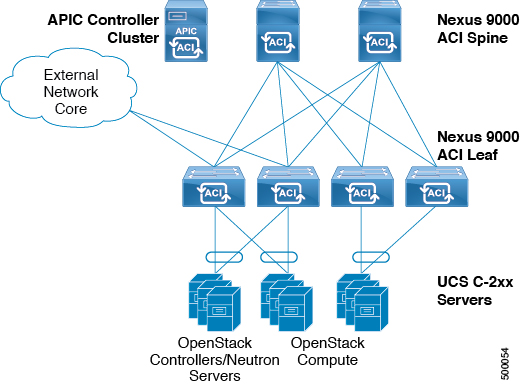 APIC Controller
Cluster
APIC
ACI
ACI
ACI
Nexus 9000
ACI Spine
External
Network
Core
Nexus 9000
ACI Leaf
ACI
ACI
ACI
ACI
UCS C-2xx
Servers
OpenStack
Controllers/Neutron
Servers
OpenStack
Compute
500054